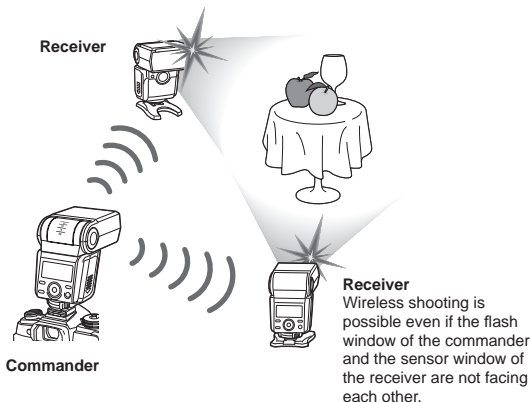 Receiver
Commander
Receiver
Wireless shooting is
possible even if the flash
window of the commander
and the sensor window of
the receiver are not facing
each other.